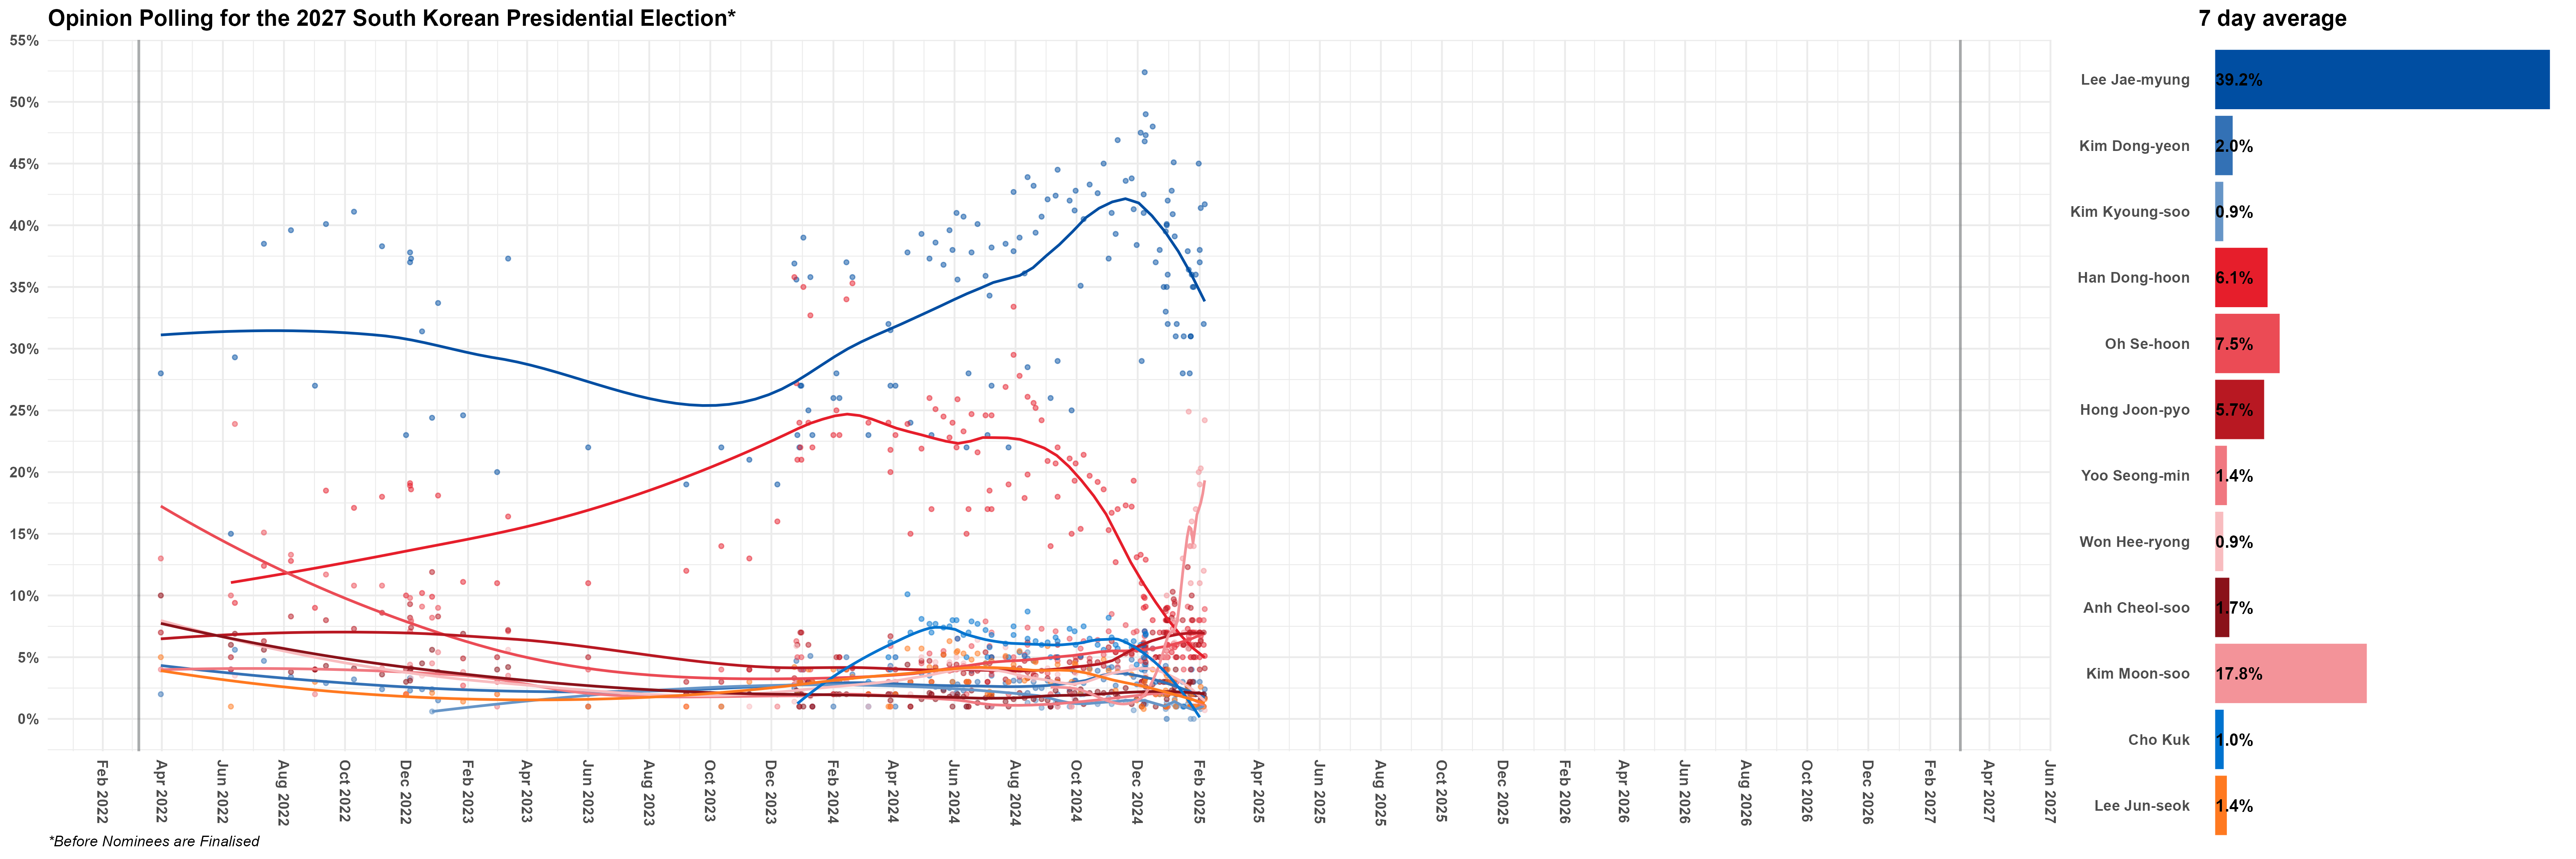 Opinion Polling for the 2027 South Korean Presidential Election*
7 day average
55%
50%
45%
40%
35%
30%
25%
20%
15%
10%
5%
0%
Feb 2022
Apr 2022
Jun 2022
Aug 2022
Oct 2022
Dec 2022
Feb 2023
Apr 2023
Jun 2023
Aug 2023
Oct 2023
Dec 2023
Feb 2024
Apr 2024
Jun 2024
Aug 2024
Oct 2024
Dec 2024
Feb 2025
Apr 2025
Jun 2025
Aug 2025
Oct 2025
Dec 2025
Feb 2026
Apr 2026
Jun 2026
Aug 2026
Oct 2026
Dec 2026
Feb 2027
Apr 2027
Jun 2027
Lee Jae-myung 39.2%
Kim Dong-yeon 2.0%
Kim Kyoung-soo 0.9%
Han Dong-hoon 6.1%
Oh Se-hoon 7.5%
Hong Joon-pyo 5.7%
Yoo Seong-min 1.4%
Won Hee-ryong 0.9%
Anh Cheol-soo 1.7%
Kim Moon-soo 17.8%
Cho Kuk 1.0%
Lee Jun-seok 1.4%
*Before Nominees are Finalised